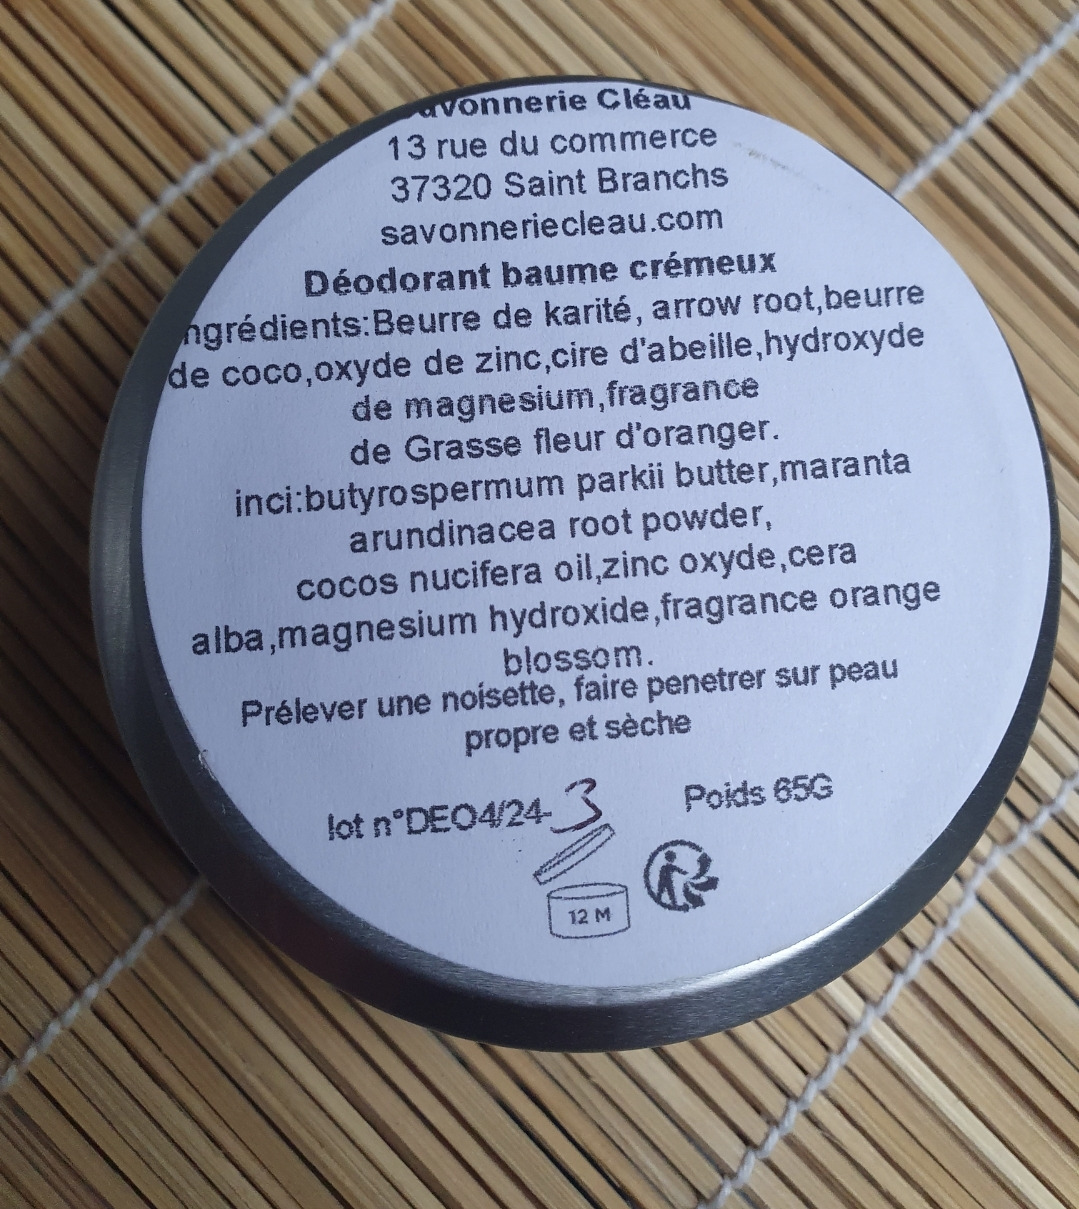 Savonnerie Cléau
13 rue du commerce
37320 Saint Branchs
savonneriecleau.com
Déodorant baume crémeux
ngrédients:Beurre de karité, arrow root,beurre
de coco,oxyde de zinc,cire d'abeille,hydroxyde
de magnesium,fragrance
de Grasse fleur d'oranger.
inci:butyrospermum parkii butter,maranta
arundinacea root powder,
cocos nucifera oil,zinc oxyde,cera
alba,magnesium hydroxide,fragrance orange
blossom.
Prélever une noisette, faire penetrer sur peau
propre et sèche
lot n°DEO4/24-3 Poids 65G
12 M